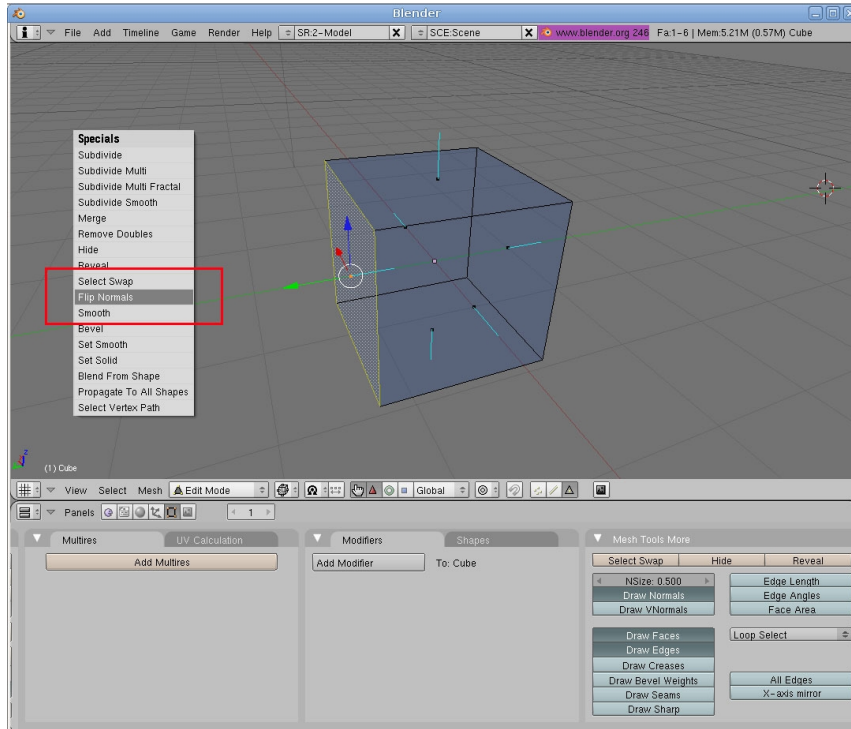 Blender
File Add Timeline Game Render Help SR:2-Model X SCE:Scene X www.blender.org 246 Fa:1-6 | Mem:5.21M (0.57M) Cube
Specials
Subdivide
Subdivide Multi
Subdivide Multi Fractal
Subdivide Smooth
Merge
Remove Doubles
Hide
Reveal
Select Swap
Flip Normals
Smooth
Bevel
Set Smooth
Set Solid
Blend From Shape
Propagate To All Shapes
Select Vertex Path
z
(1) Cube
View Select Mesh Edit Mode Global
Panels 1
Multires UV Calculation Modifiers Shapes Mesh Tools More
Add Multires Add Modifier To: Cube Select Swap Hide Reveal
NSize: 0.500 Edge Length
Draw Normals Edge Angles
Draw VNormals Face Area
Draw Faces Loop Select
Draw Edges
Draw Creases
Draw Bevel Weights All Edges
Draw Seams X-axis mirror
Draw Sharp